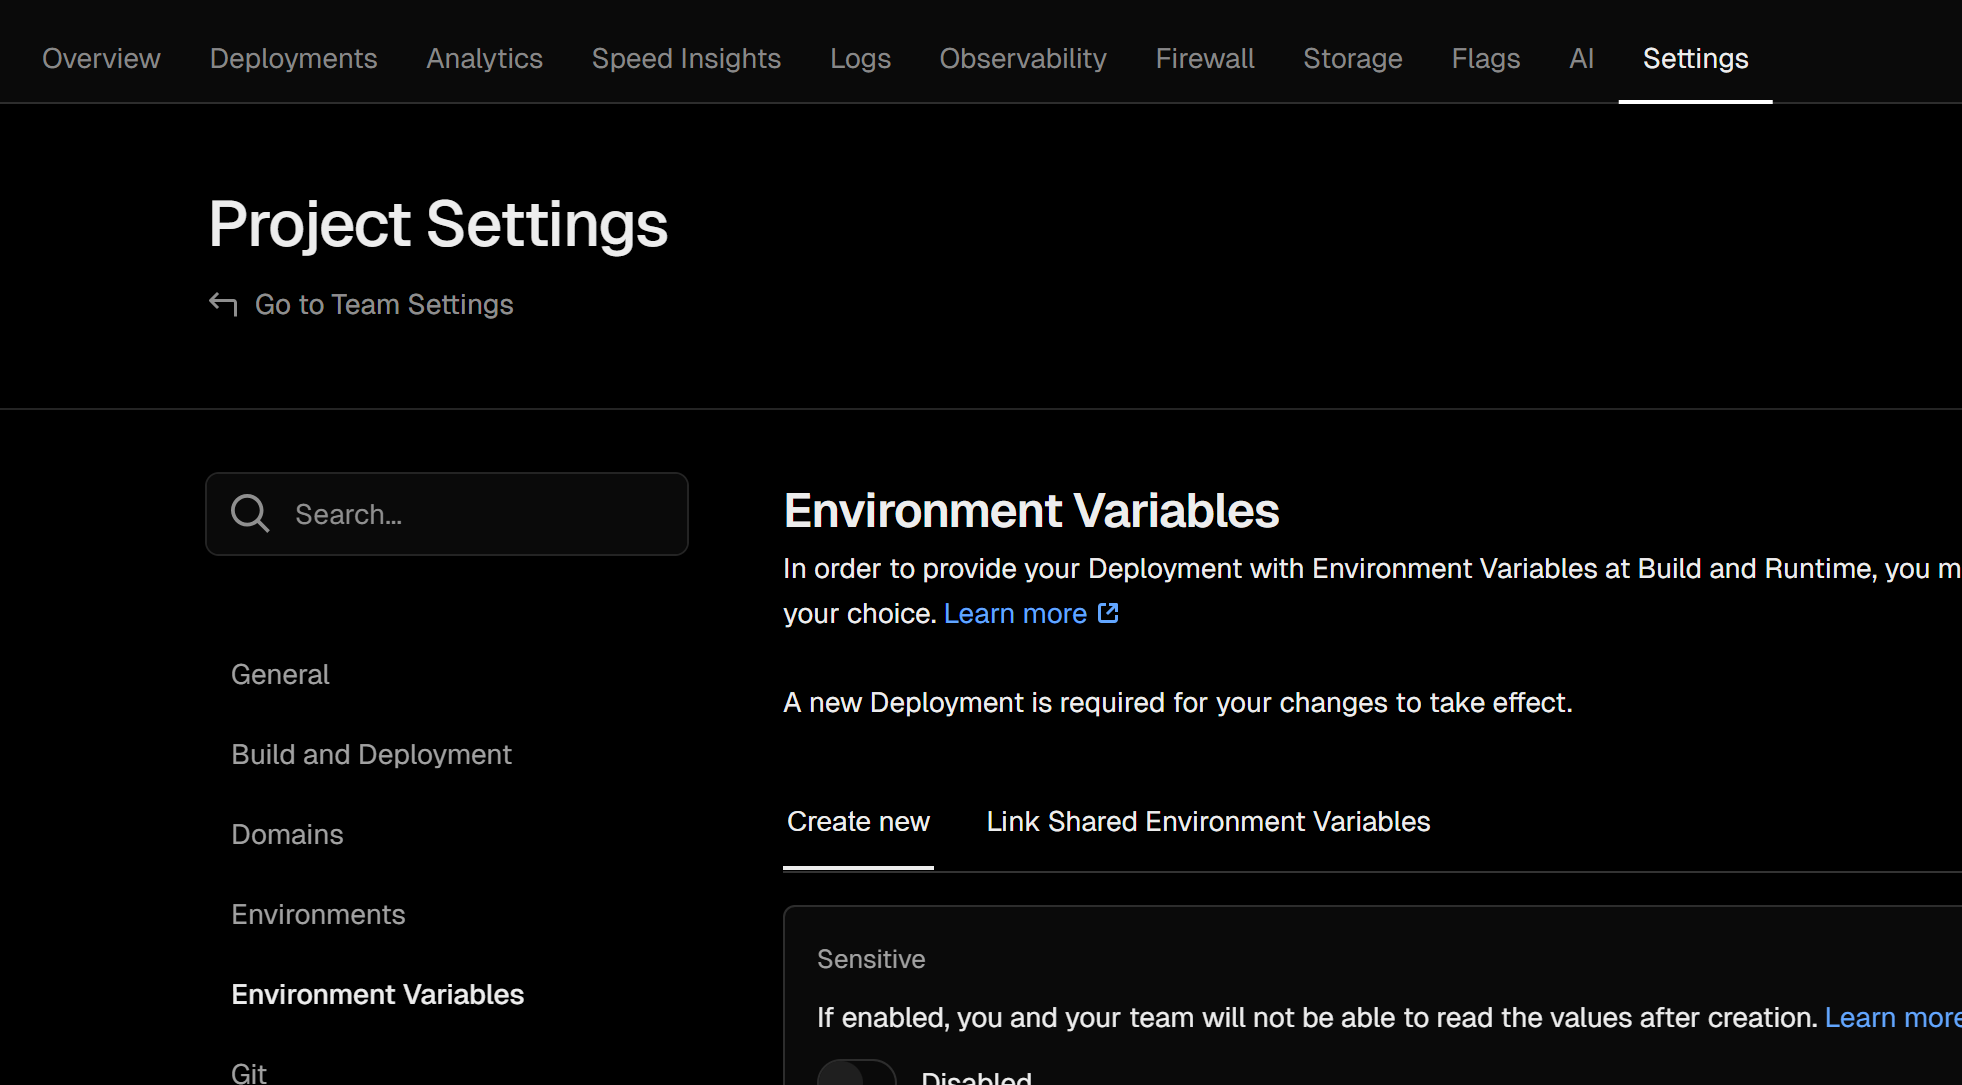 Overview Deployments Analytics Speed Insights Logs Observability Firewall Storage Flags AI Settings
Project Settings
Go to Team Settings
Search...
General
Build and Deployment
Domains
Environments
Environment Variables
Git
Environment Variables
In order to provide your Deployment with Environment Variables at Build and Runtime, you
your choice. Learn more
A new Deployment is required for your changes to take effect.
Create new Link Shared Environment Variables
Sensitive
If enabled, you and your team will not be able to read the values after creation. Learn more
Disabled